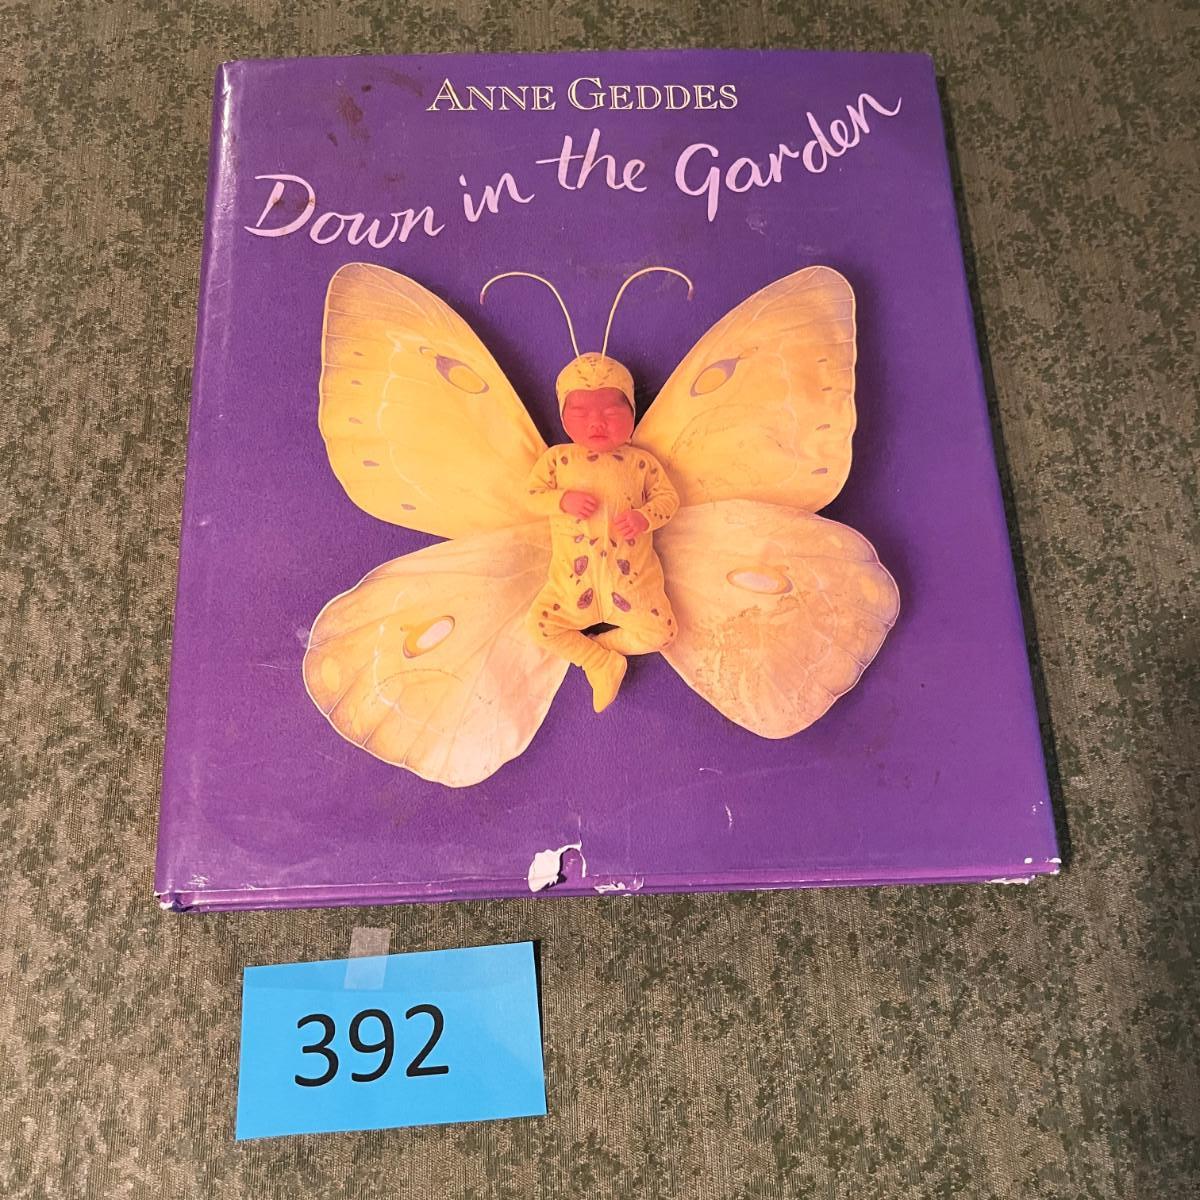 ANNE GEDDES
Down in the Garden
392